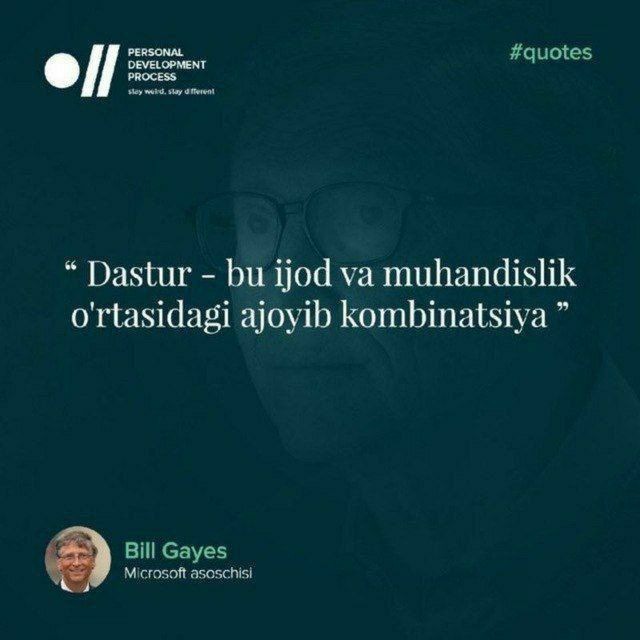 PERSONAL
DEVELOPMENT
PROCESS
stay weird, stay different
#quotes
“ Dastur - bu ijod va muhandislik
o'rtasidagi ajoyib kombinatsiya ”
Bill Gayes
Microsoft asoschisi